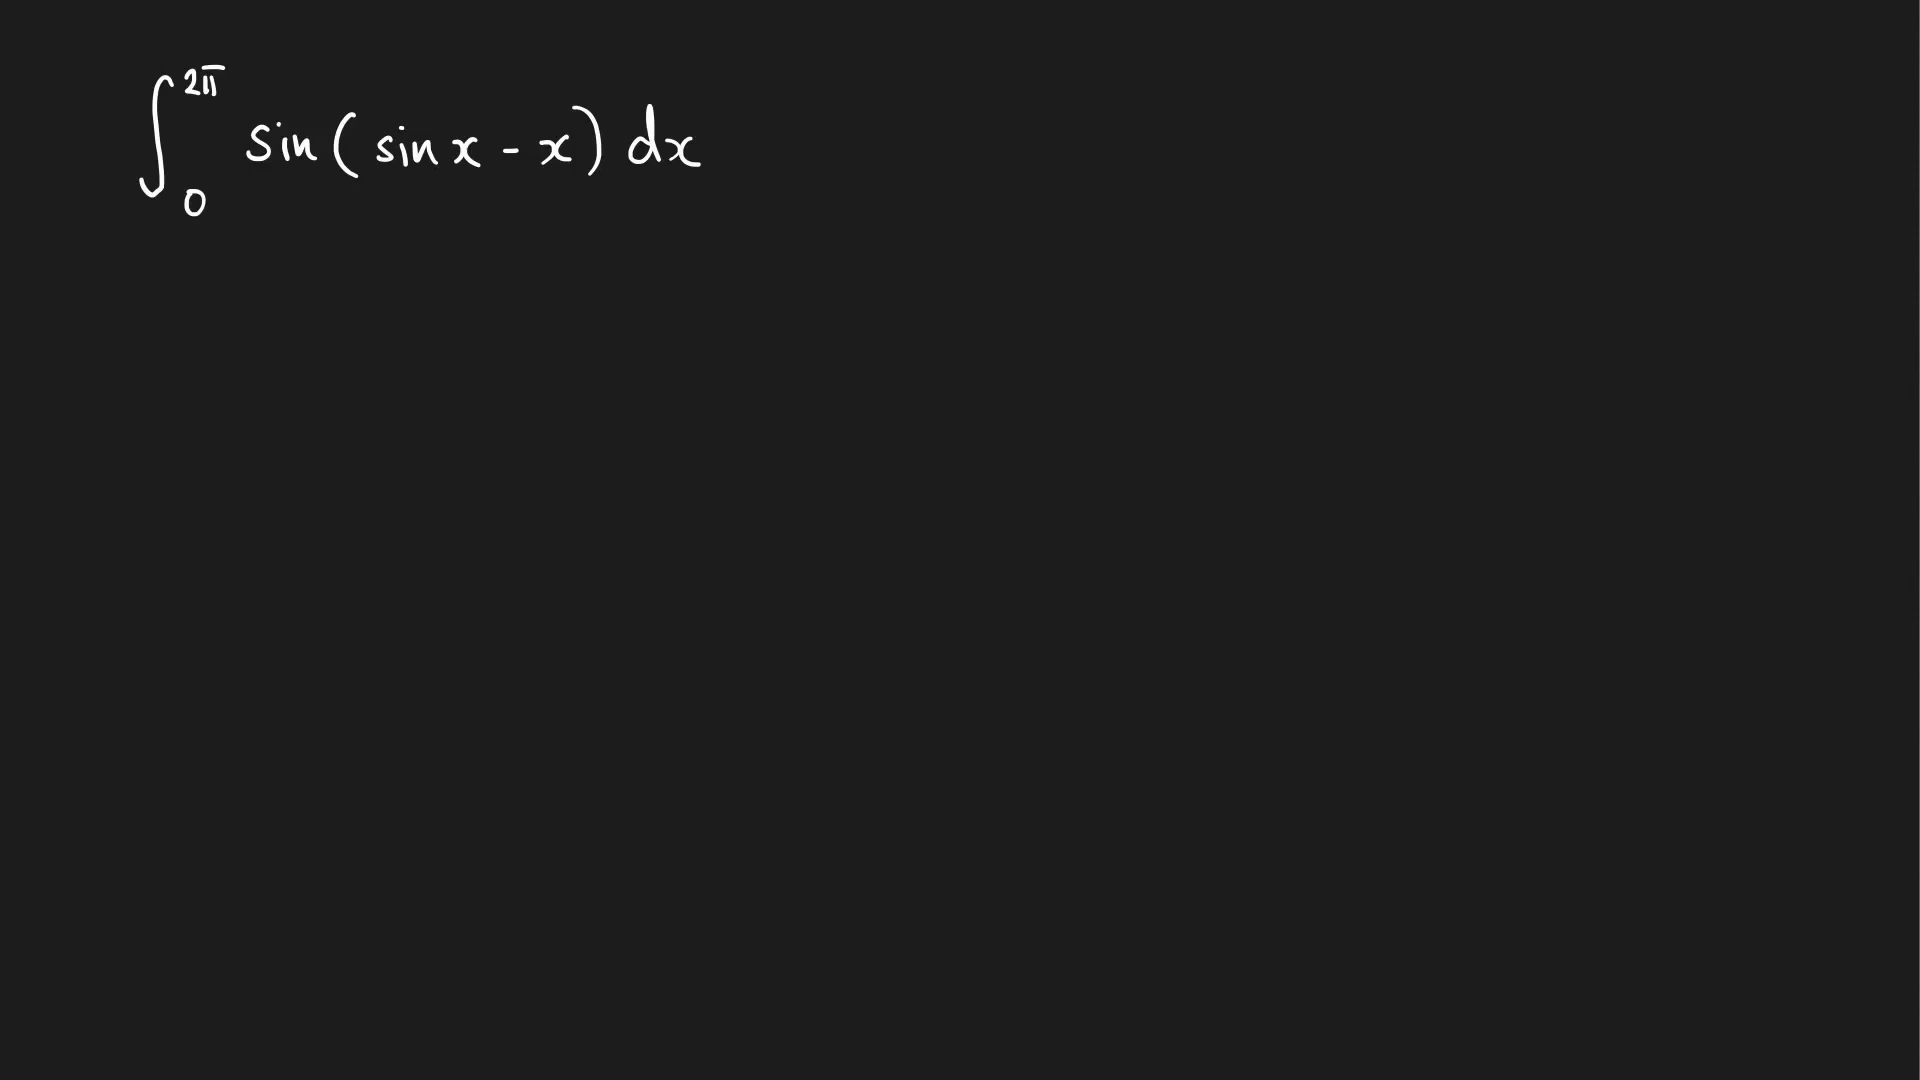 ∫₀^2π sin(sin x - x) dx